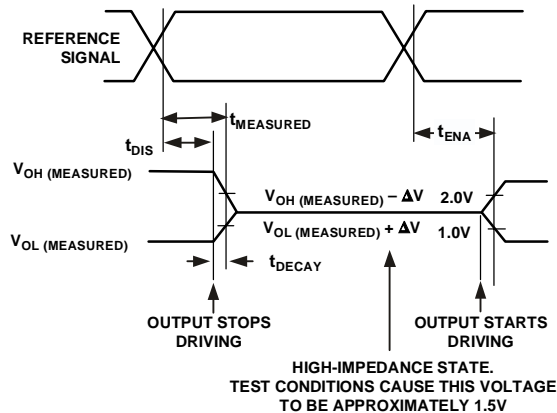 REFERENCE
SIGNAL
tMEASURED
tDIS
tENA
VOH (MEASURED)
VOH (MEASURED) – ΔV 2.0V
VOL (MEASURED) + ΔV 1.0V
VOL (MEASURED)
tDECAY
OUTPUT STOPS
DRIVING
OUTPUT STARTS
DRIVING
HIGH-IMPEDANCE STATE.
TEST CONDITIONS CAUSE THIS VOLTAGE
TO BE APPROXIMATELY 1.5V